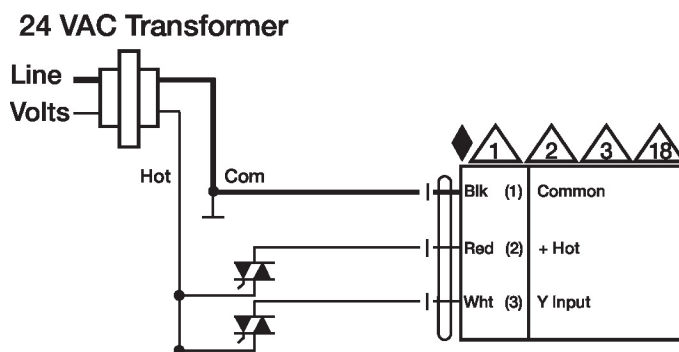 24 VAC Transformer
Line
Volts
Hot
Com
1 2 3 18
Blk (1) Common
Red (2) + Hot
Wht (3) Y Input